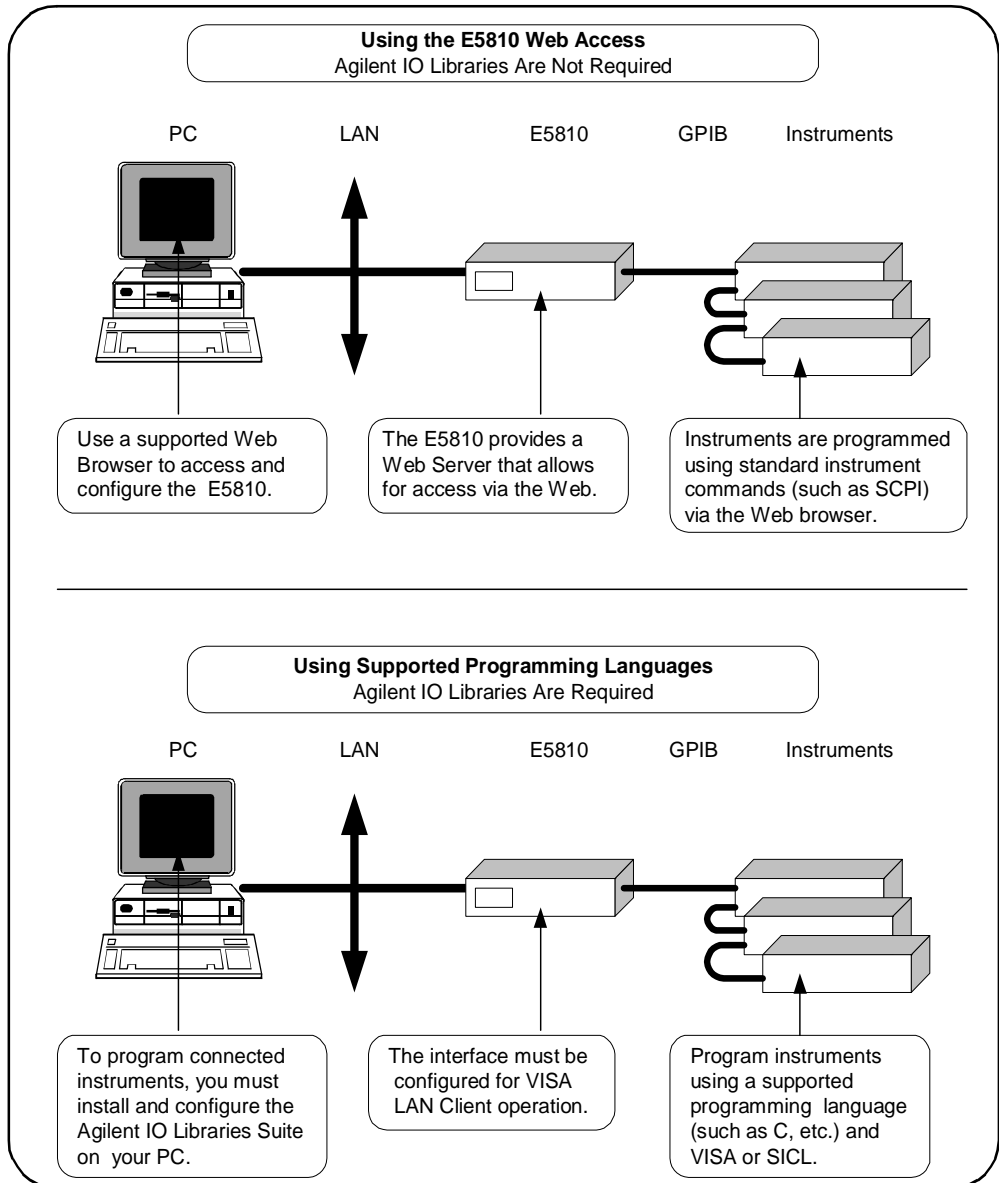 Using the E5810 Web Access
Agilent IO Libraries Are Not Required
PC LAN E5810 GPIB Instruments
Use a supported Web
Browser to access and
configure the E5810.
The E5810 provides a
Web Server that allows
for access via the Web.
Instruments are programmed
using standard instrument
commands (such as SCPI)
via the Web browser.
Using Supported Programming Languages
Agilent IO Libraries Are Required
PC LAN E5810 GPIB Instruments
To program connected
instruments, you must
install and configure the
Agilent IO Libraries Suite
on your PC.
The interface must be
configured for VISA
LAN Client operation.
Program instruments
using a supported
programming language
(such as C, etc.) and
VISA or SICL.